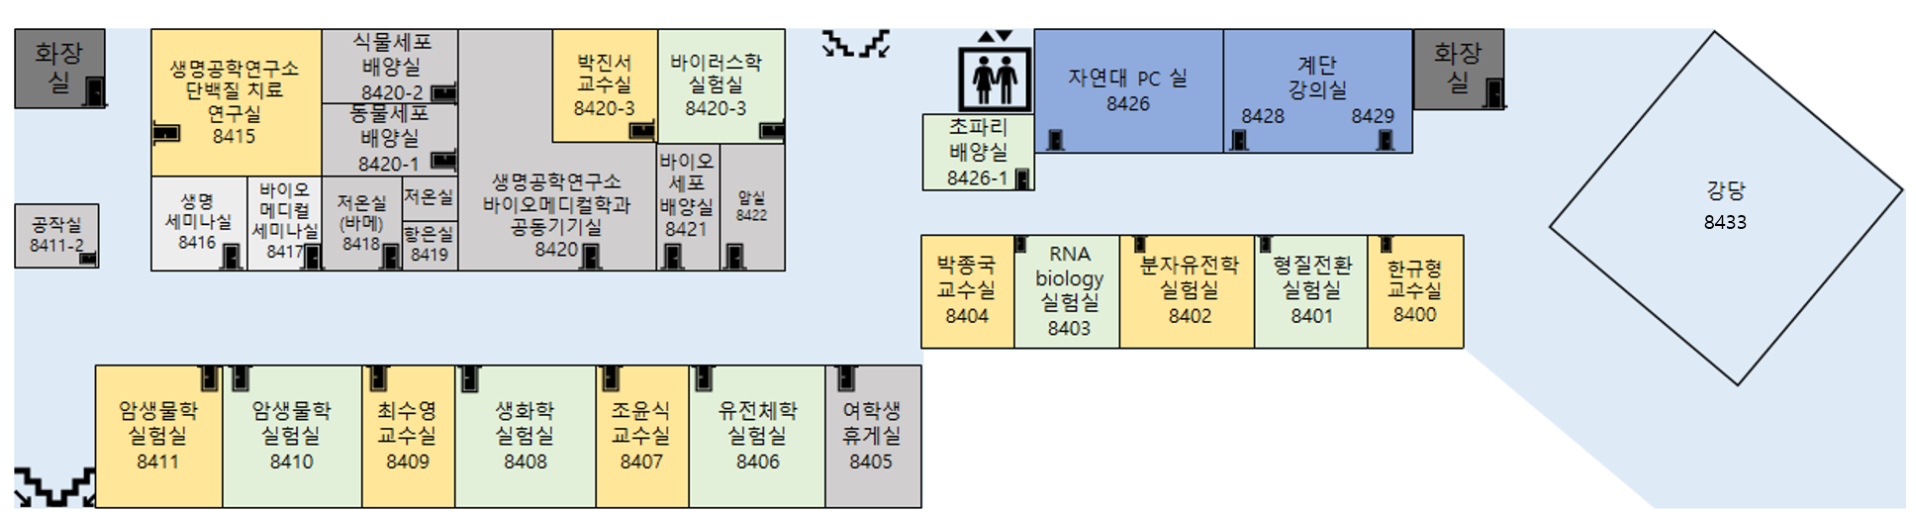 화장
실
생명공학연구소
단백질 치료
연구실
8415
식물세포
배양실
8420-2
동물세포
배양실
8420-1
박진서
교수실
8420-3
바이러스학
실험실
8420-3
생명
세미나실
8416
바이오
메디컬
세미나실
8417
저온실
(바메)
8418
저온실
항은실
8419
생명공학연구소
바이오메디컬학과
공동기기실
8420
바이오
세포
배양실
8421
암실
8422
공작실
8411-2
초파리
배양실
8426-1
자연대 PC 실
8426
계단
강의실
8428
8429
화장
실
강당
8433
박종국
교수실
8404
RNA
biology
실험실
8403
분자유전학
실험실
8402
형질전환
실험실
8401
한규형
교수실
8400
암생물학
실험실
8411
암생물학
실험실
8410
최수영
교수실
8409
생화학
실험실
8408
조윤식
교수실
8407
유전체학
실험실
8406
여학생
휴게실
8405